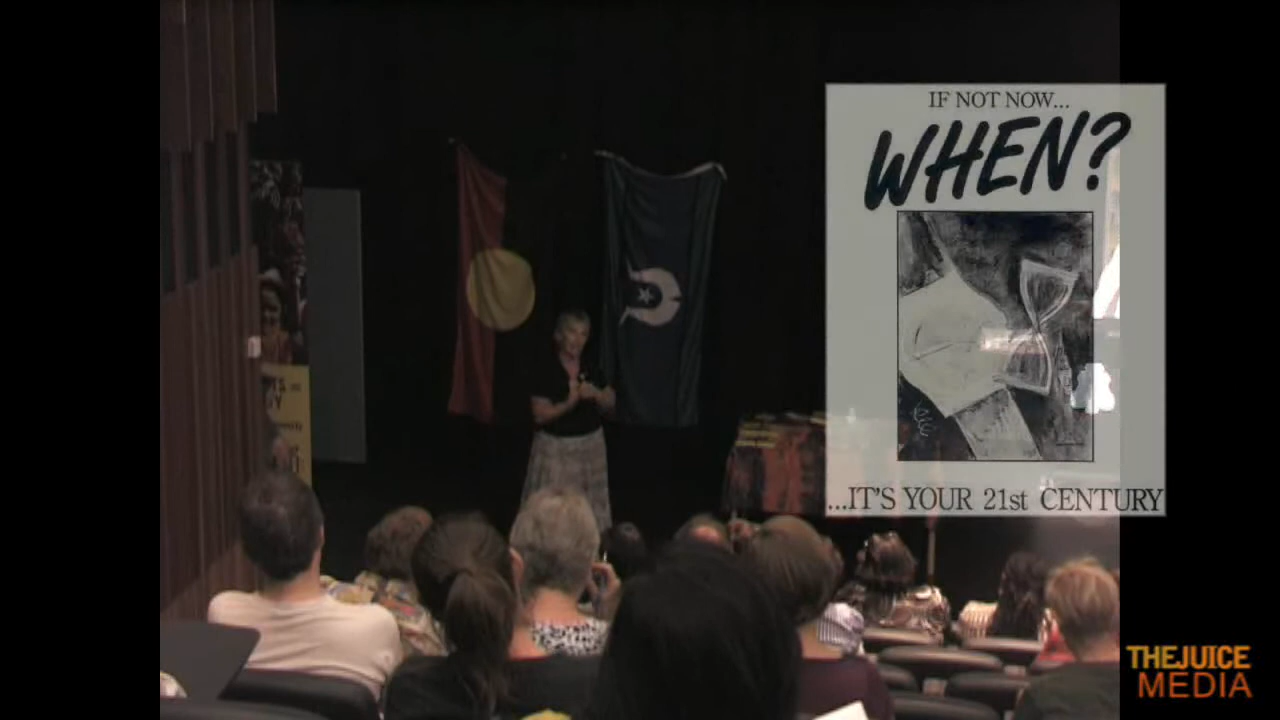 IF NOT NOW...
WHEN?
...IT'S YOUR 21st CENTURY
THEJUICE
MEDIA